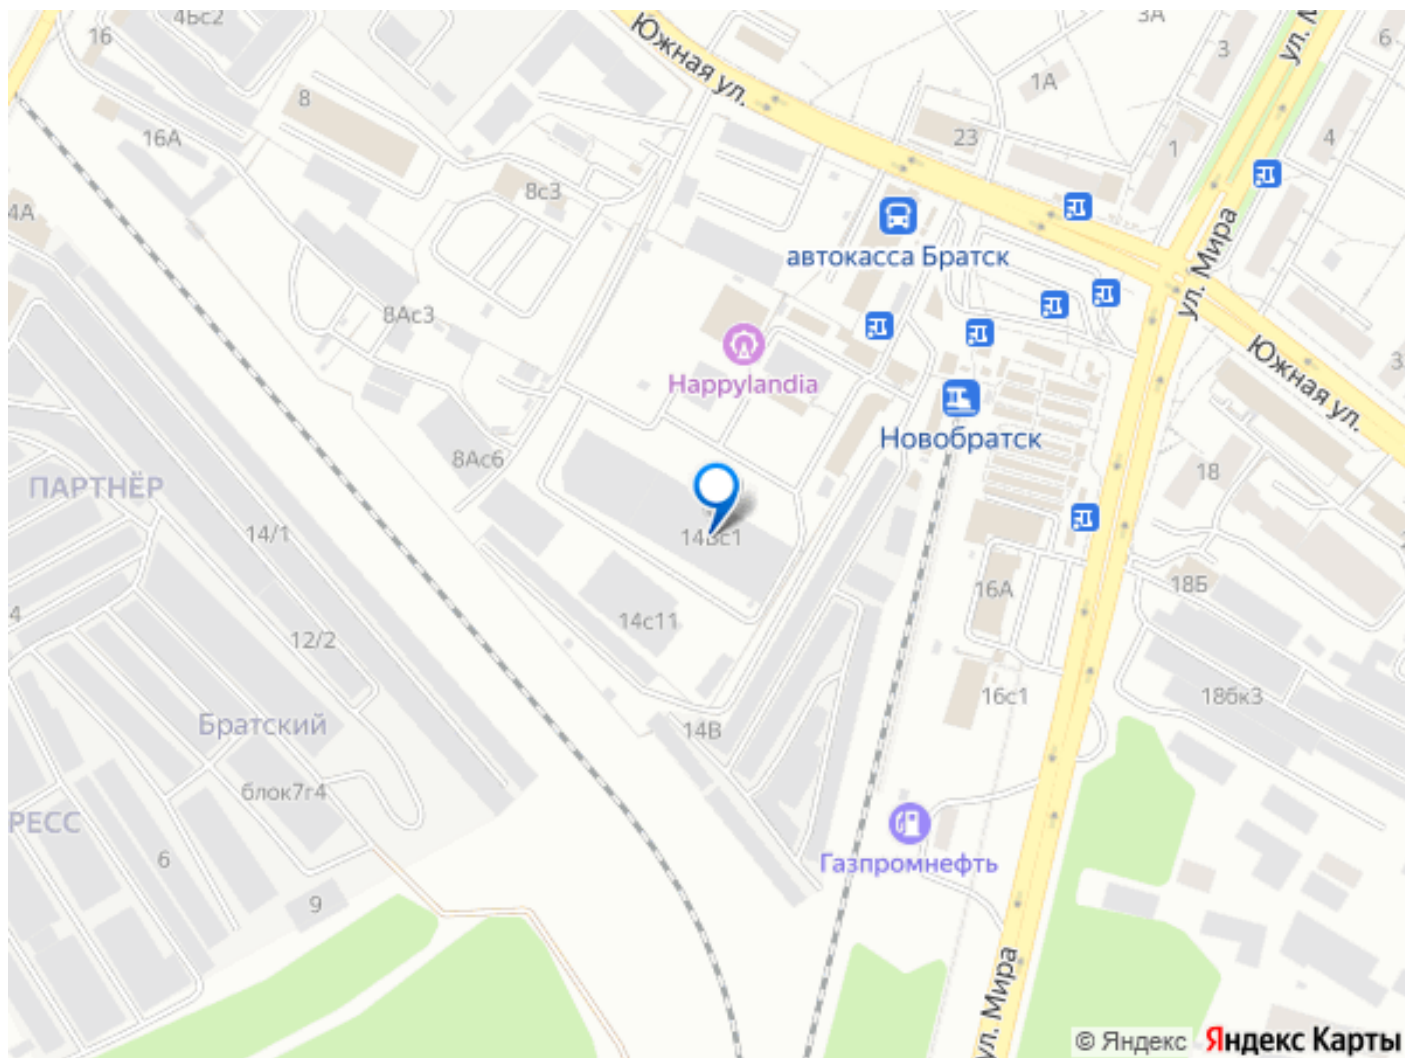 4Бс2
16
3А
3
6
ул. М
Южная ул.
1А
8
16А
23
1
4
8с3
4А
ул. Мира
автокасса Братск
8Ас3
Happylandia
Южная ул.
3
Новобратск
8Ас6
18
ПАРТНЁР
14/1
14Вс1
18Б
16А
4
14с11
12/2
16с1
18бк3
Братский
14В
блок7г4
РЕСС
6
Газпромнефть
9
ул. Мира
© Яндекс Яндекс Карты